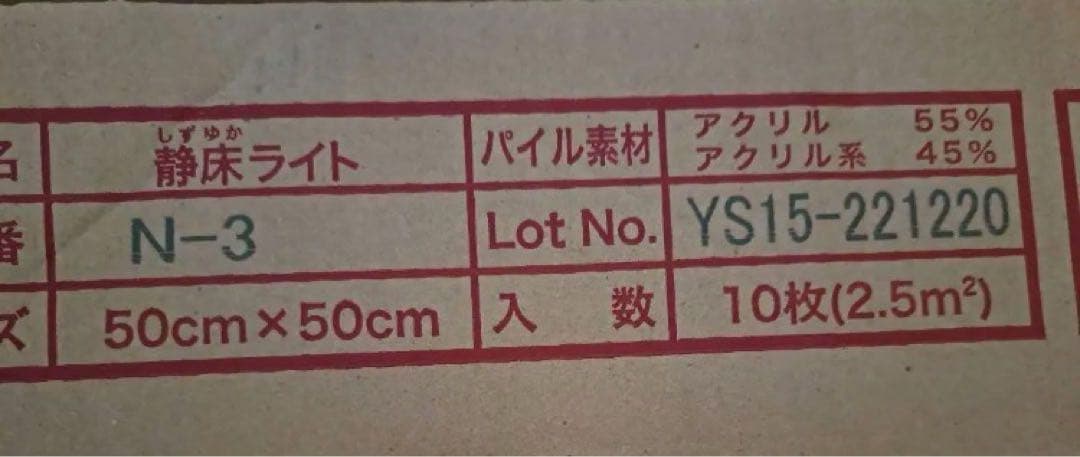 名
しずゆか
静床ライト
パイル素材
アクリル 55%
アクリル系 45%
番
N-3
Lot No.
YS15-221220
ズ
50cm×50cm
入 数
10枚(2.5m²)